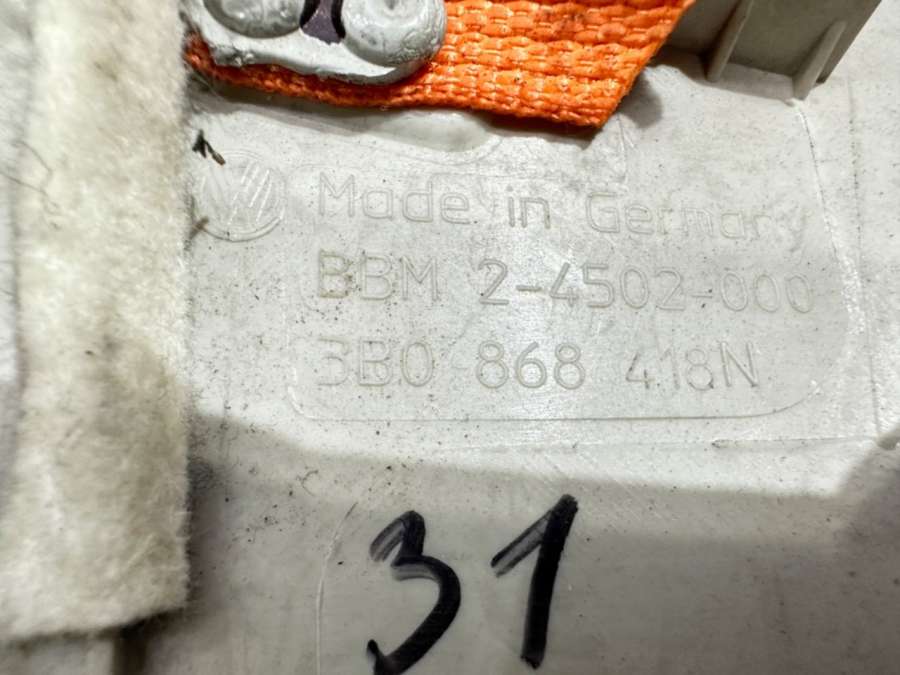 Made in Germany
BBM 2-4502-000
3B0 868 418N
31